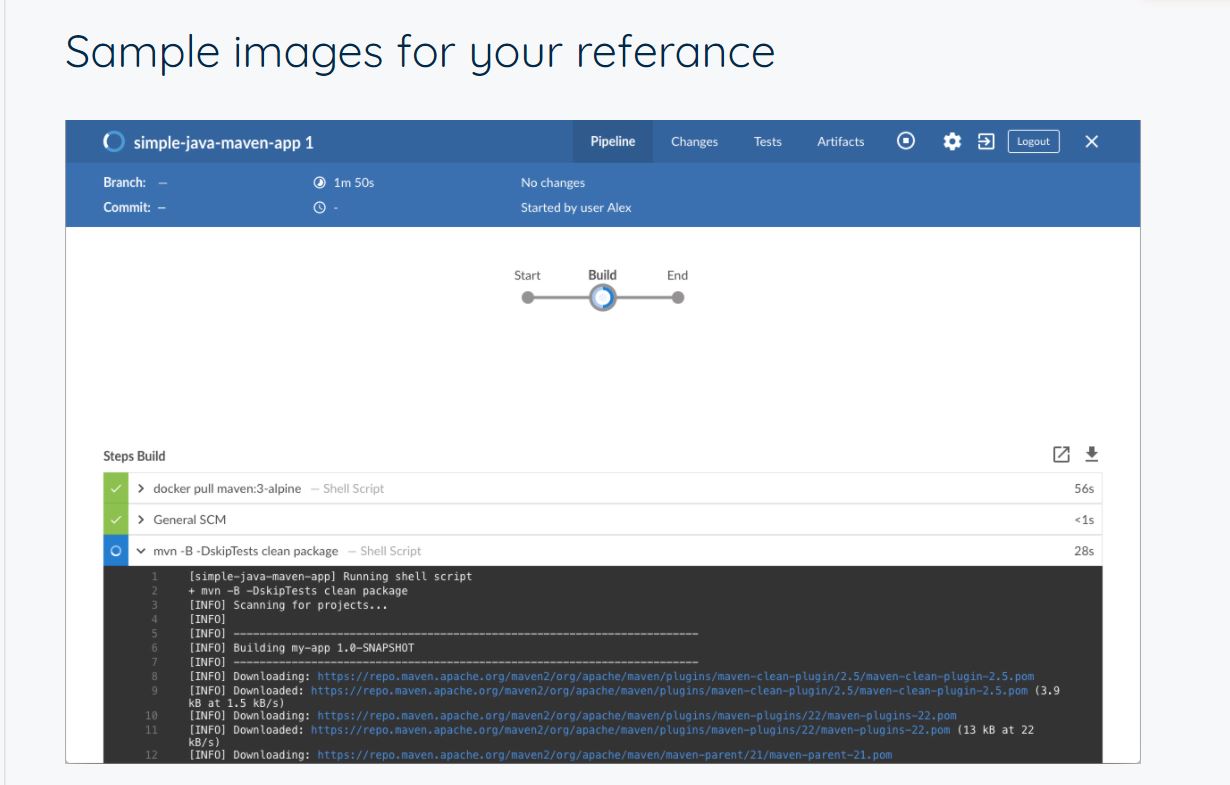 Sample images for your referance
simple-java-maven-app 1
Pipeline
Changes
Tests
Artifacts
Logout
Branch: —
1m 50s
No changes
Commit: —
-
Started by user Alex
Start
Build
End
Steps Build
docker pull maven:3-alpine — Shell Script
56s
General SCM
<1s
mvn -B -DskipTests clean package — Shell Script
28s
1 [simple-java-maven-app] Running shell script
2 + mvn -B -DskipTests clean package
3 [INFO] Scanning for projects...
4 [INFO]
5 [INFO] ------------------------------------------------------------------------
6 [INFO] Building my-app 1.0-SNAPSHOT
7 [INFO] ------------------------------------------------------------------------
8 [INFO] Downloading: https://repo.maven.apache.org/maven2/org/apache/maven/plugins/maven-clean-plugin/2.5/maven-clean-plugin-2.5.pom
9 [INFO] Downloaded: https://repo.maven.apache.org/maven2/org/apache/maven/plugins/maven-clean-plugin/2.5/maven-clean-plugin-2.5.pom (3.9
kB at 1.5 kB/s)
10 [INFO] Downloading: https://repo.maven.apache.org/maven2/org/apache/maven/plugins/maven-plugins/22/maven-plugins-22.pom
11 [INFO] Downloaded: https://repo.maven.apache.org/maven2/org/apache/maven/plugins/maven-plugins/22/maven-plugins-22.pom (13 kB at 22
kB/s)
12 [INFO] Downloading: https://repo.maven.apache.org/maven2/org/apache/maven/maven-parent/21/maven-parent-21.pom